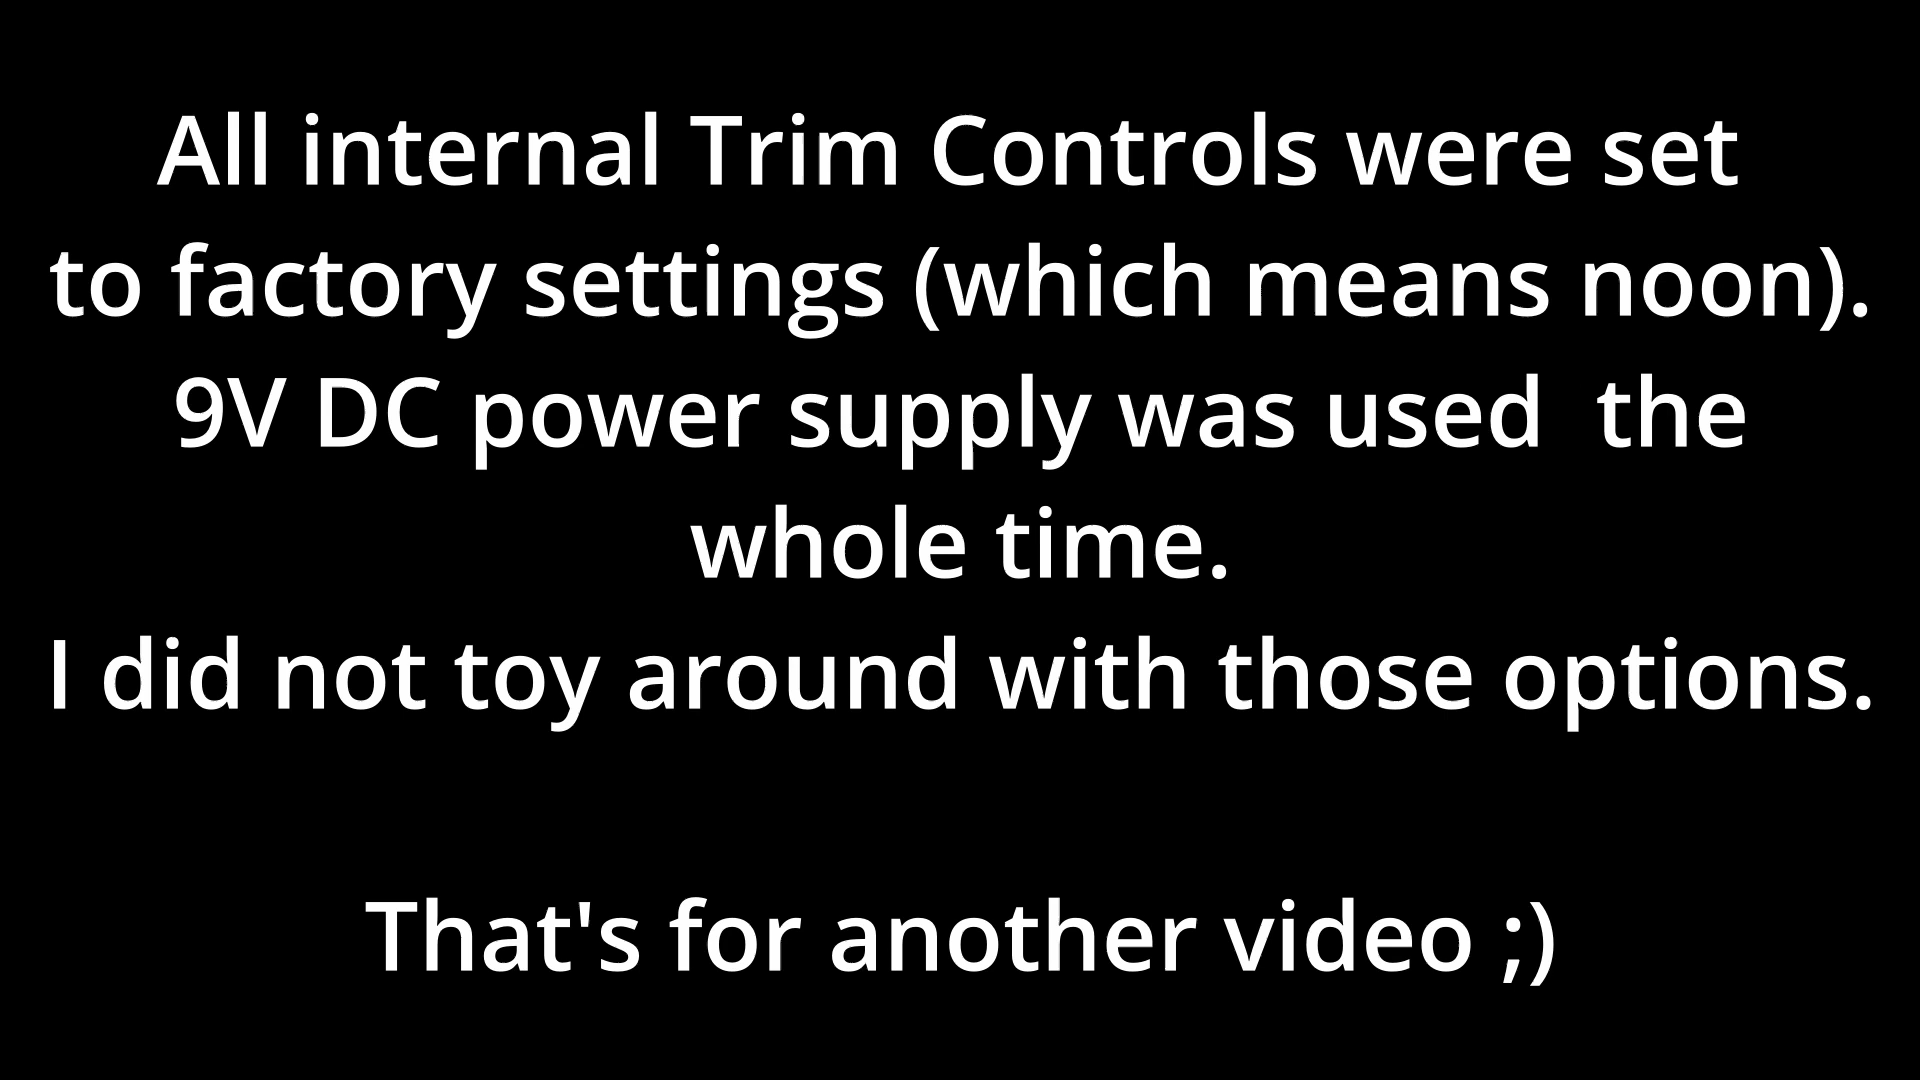 All internal Trim Controls were set
to factory settings (which means noon).
9V DC power supply was used  the
whole time.
I did not toy around with those options.
That's for another video ;)